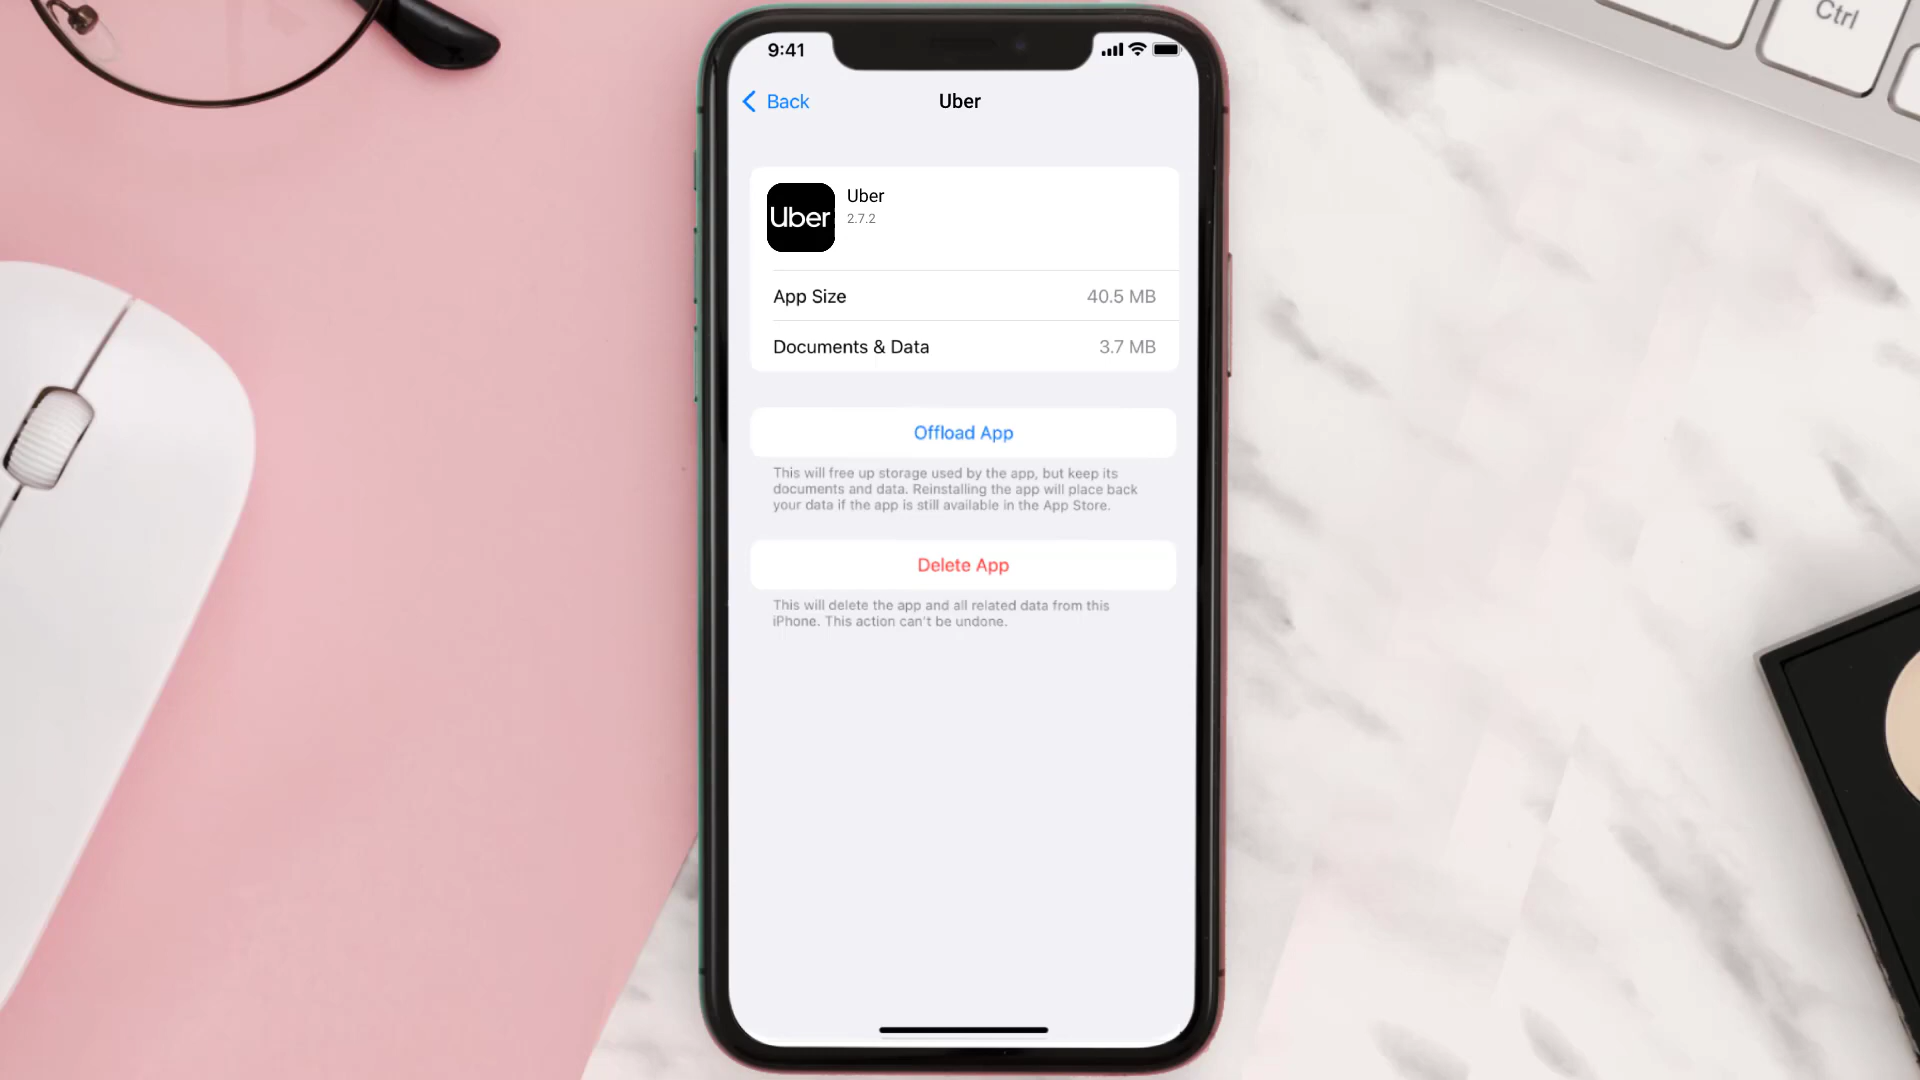 Ctrl
9:41
Back
Uber
Uber
Uber
2.7.2
App Size
40.5 MB
Documents & Data
3.7 MB
Offload App
This will free up storage used by the app, but keep its
documents and data. Reinstalling the app will place back
your data if the app is still available in the App Store.
Delete App
This will delete the app and all related data from this
iPhone. This action can't be undone.